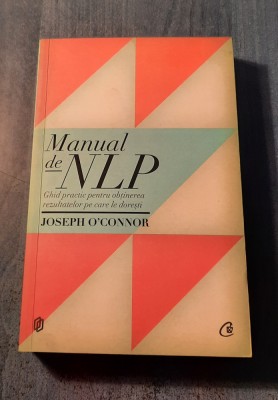 Manual
de NLP
Ghid practic pentru obținerea
rezultatelor pe care le dorești
JOSEPH O'CONNOR